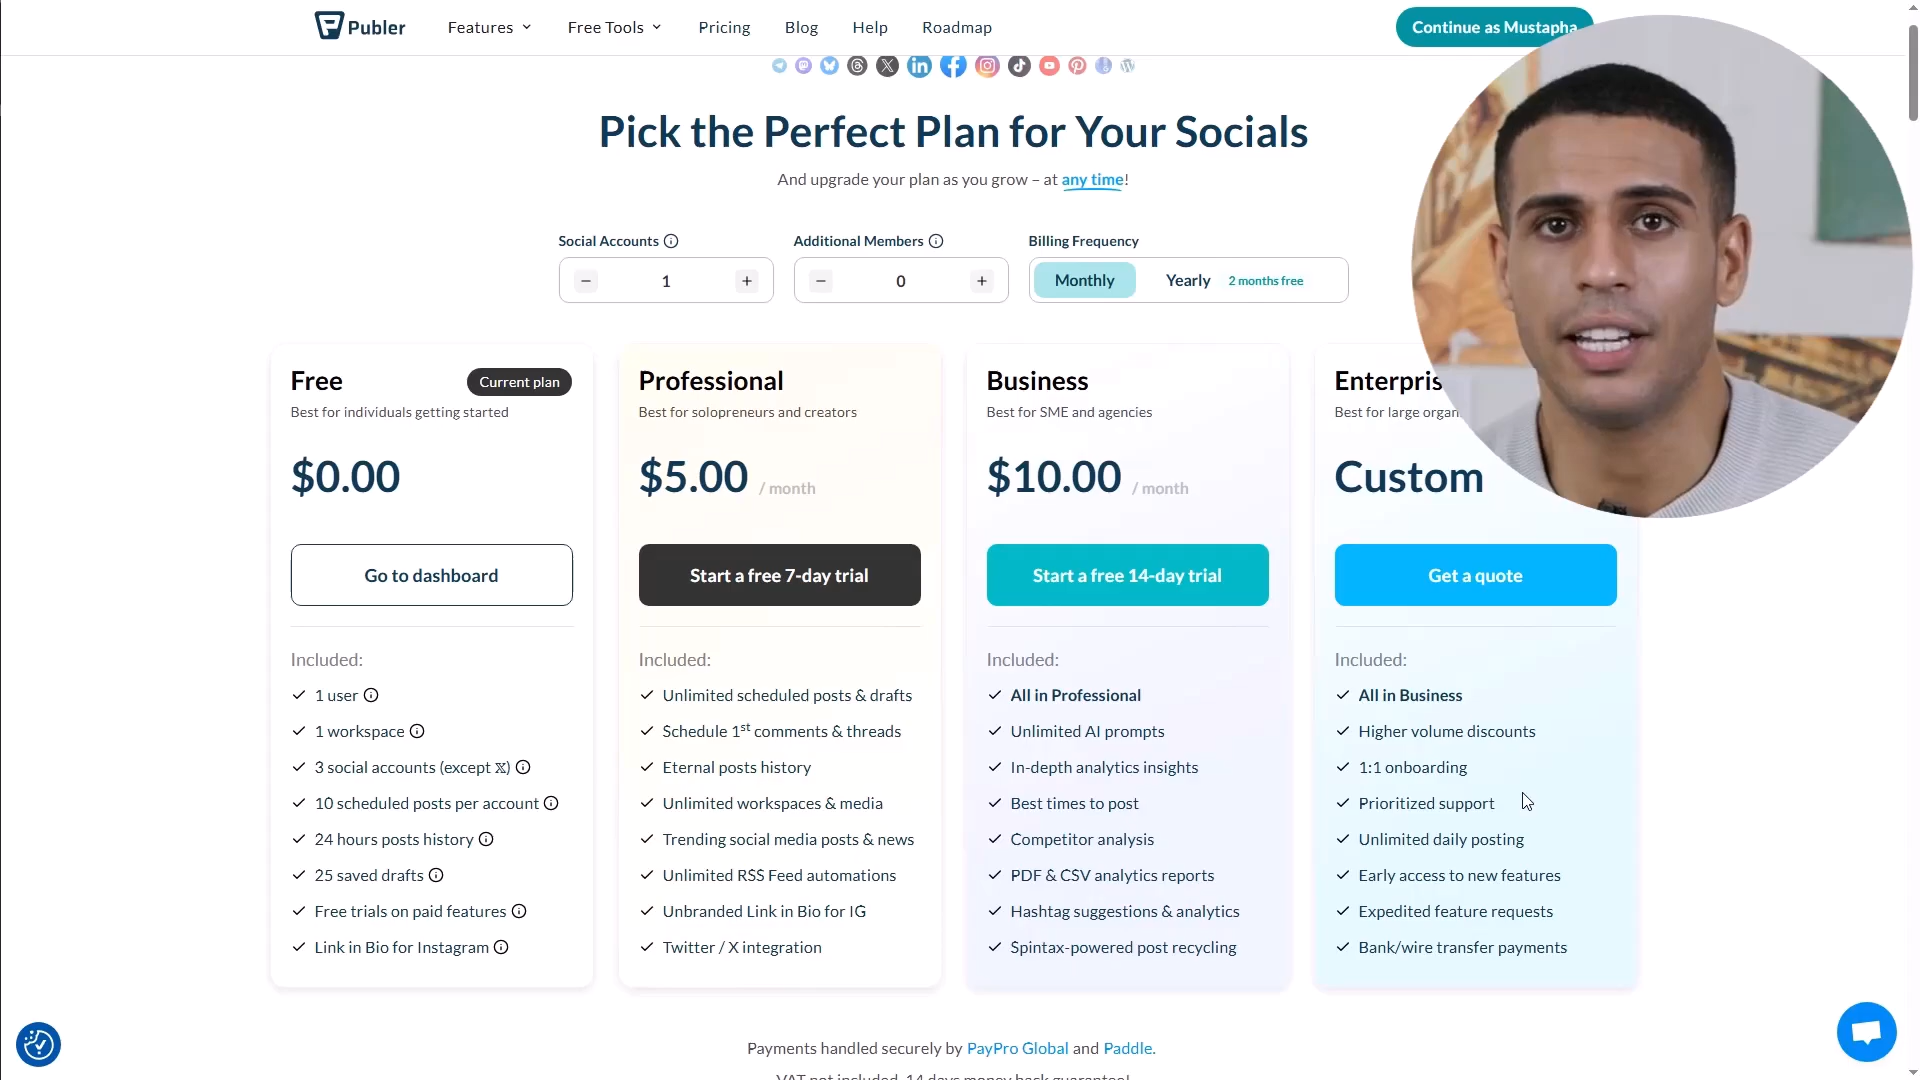 Publer
Features
Free Tools
Pricing
Blog
Help
Roadmap
Continue as Mustapha
Pick the Perfect Plan for Your Socials
And upgrade your plan as you grow – at any time!
Social Accounts
Additional Members
Billing Frequency
1
0
Monthly
Yearly
2 months free
Free
Current plan
Best for individuals getting started
$0.00
Go to dashboard
Included:
1 user
1 workspace
3 social accounts (except 𝕏)
10 scheduled posts per account
24 hours posts history
25 saved drafts
Free trials on paid features
Link in Bio for Instagram
Professional
Best for solopreneurs and creators
$5.00 / month
Start a free 7-day trial
Included:
Unlimited scheduled posts & drafts
Schedule 1st comments & threads
Eternal posts history
Unlimited workspaces & media
Trending social media posts & news
Unlimited RSS Feed automations
Unbranded Link in Bio for IG
Twitter / X integration
Business
Best for SME and agencies
$10.00 / month
Start a free 14-day trial
Included:
All in Professional
Unlimited AI prompts
In-depth analytics insights
Best times to post
Competitor analysis
PDF & CSV analytics reports
Hashtag suggestions & analytics
Spintax-powered post recycling
Enterpris
Best for large organ
Custom
Get a quote
Included:
All in Business
Higher volume discounts
1:1 onboarding
Prioritized support
Unlimited daily posting
Early access to new features
Expedited feature requests
Bank/wire transfer payments
Payments handled securely by PayPro Global and Paddle.
VAT not included. 14 days money back guarantee!